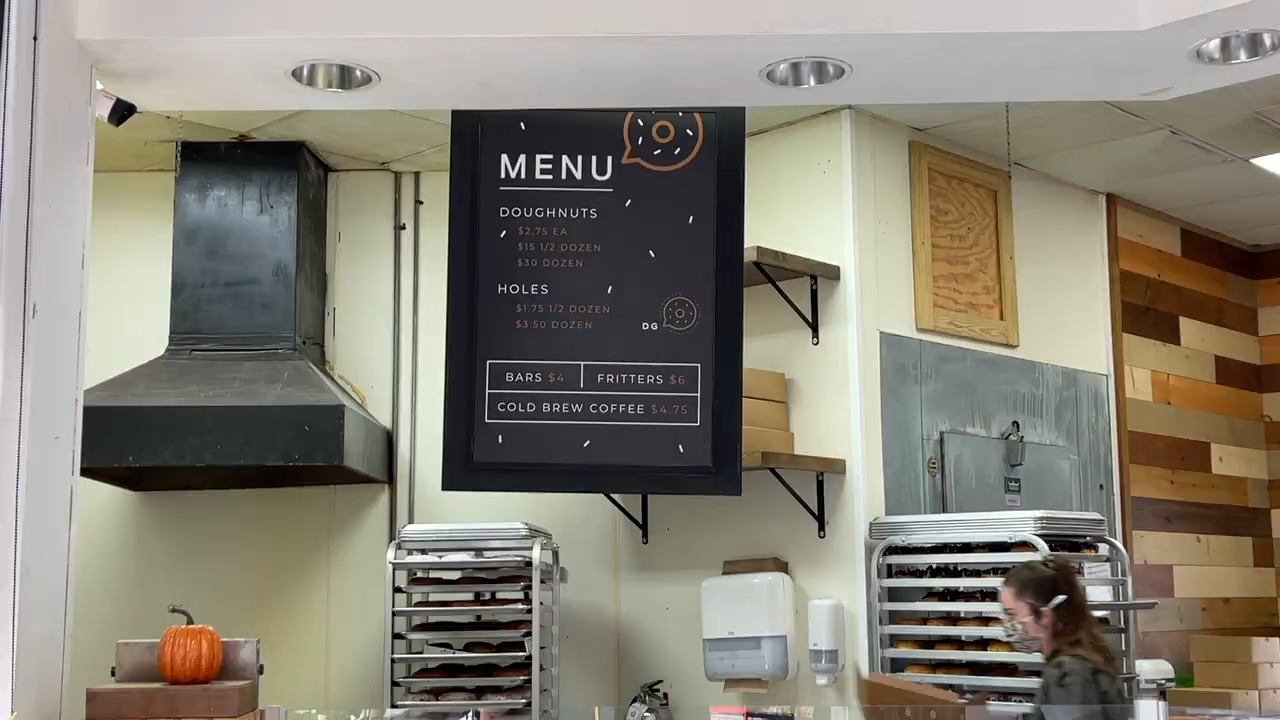 MENU
DOUGHNUTS
$2.75 EA
$15 1/2 DOZEN
$30 DOZEN
HOLES
$1.75 1/2 DOZEN
$3.50 DOZEN
DG
BARS $4
FRITTERS $6
COLD BREW COFFEE $4.75